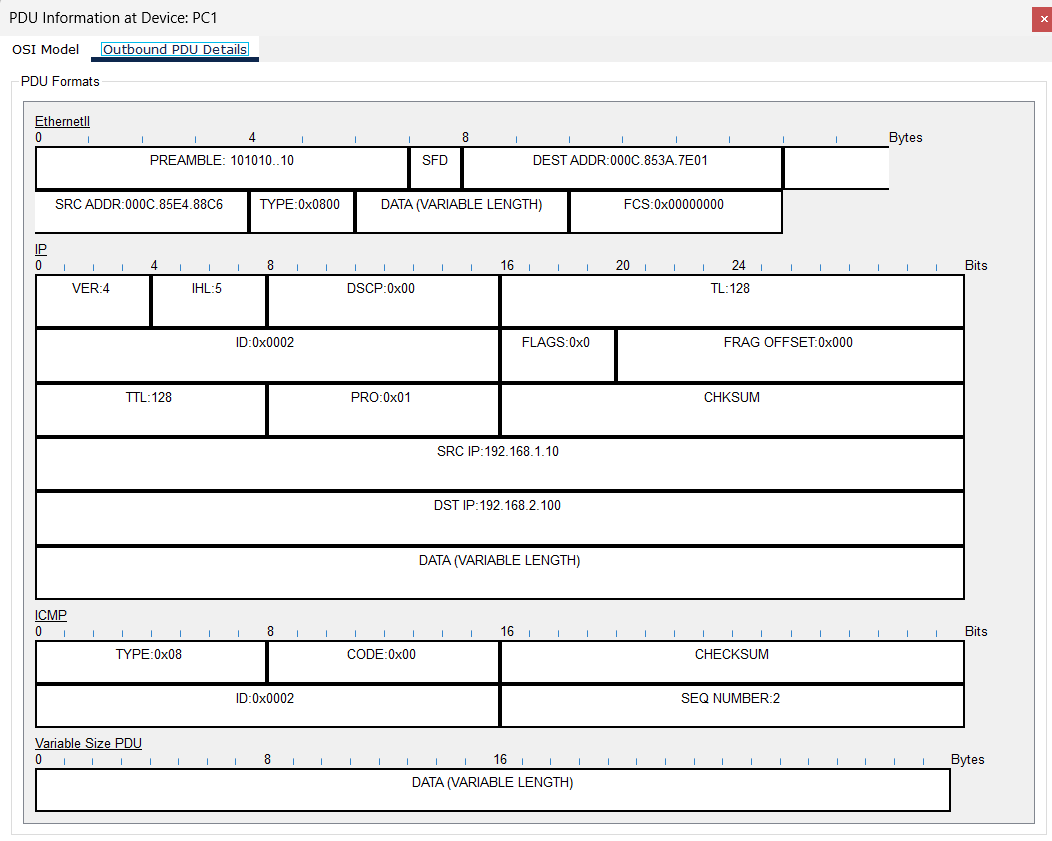 PDU Information at Device: PC1
×
OSI Model Outbound PDU Details
PDU Formats
EthernetII
0 4 8 Bytes
PREAMBLE: 101010..10 SFD DEST ADDR:000C.853A.7E01
SRC ADDR:000C.85E4.88C6 TYPE:0x0800 DATA (VARIABLE LENGTH) FCS:0x00000000
IP
0 4 8 16 20 24 Bits
VER:4 IHL:5 DSCP:0x00 TL:128
ID:0x0002 FLAGS:0x0 FRAG OFFSET:0x000
TTL:128 PRO:0x01 CHKSUM
SRC IP:192.168.1.10
DST IP:192.168.2.100
DATA (VARIABLE LENGTH)
ICMP
0 8 16 Bits
TYPE:0x08 CODE:0x00 CHECKSUM
ID:0x0002 SEQ NUMBER:2
Variable Size PDU
0 8 16 Bytes
DATA (VARIABLE LENGTH)